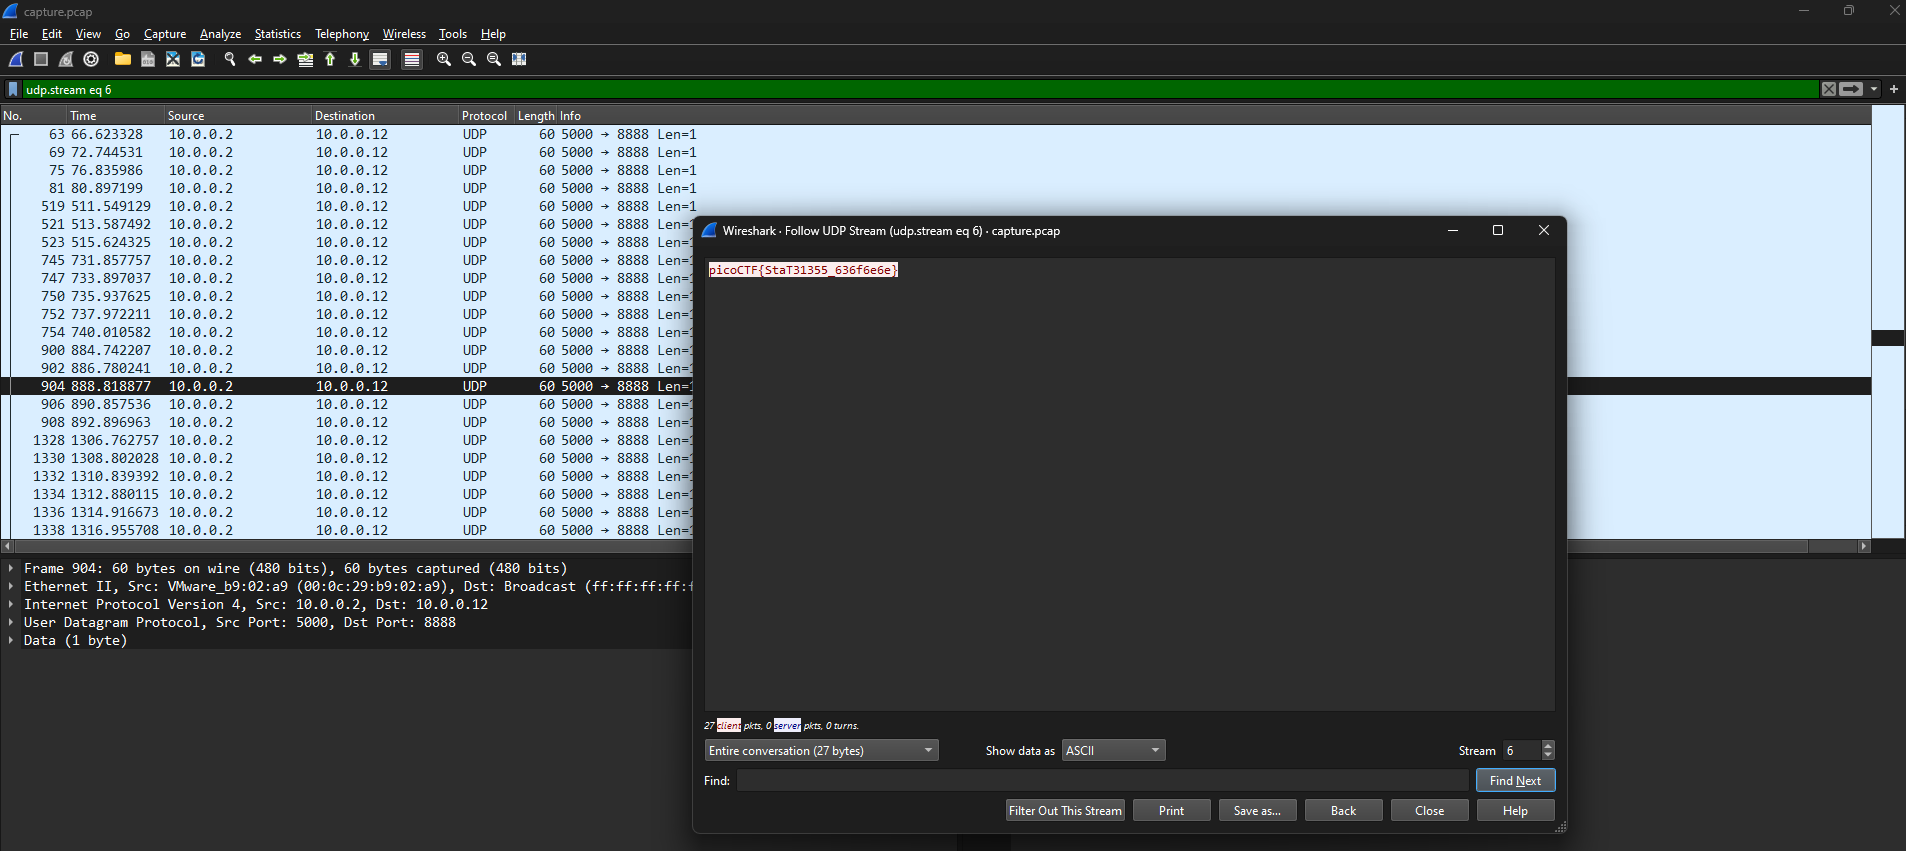 capture.pcap
File Edit View Go Capture Analyze Statistics Telephony Wireless Tools Help
udp.stream eq 6
No. Time Source Destination Protocol Length Info
63 66.623328 10.0.0.2 10.0.0.12 UDP 60 5000 → 8888 Len=1
69 72.744531 10.0.0.2 10.0.0.12 UDP 60 5000 → 8888 Len=1
75 76.835986 10.0.0.2 10.0.0.12 UDP 60 5000 → 8888 Len=1
81 80.897199 10.0.0.2 10.0.0.12 UDP 60 5000 → 8888 Len=1
519 511.549129 10.0.0.2 10.0.0.12 UDP 60 5000 → 8888 Len=1
521 513.587492 10.0.0.2 10.0.0.12 UDP 60 5000 → 8888 Len=1
523 515.624325 10.0.0.2 10.0.0.12 UDP 60 5000 → 8888 Len=1
745 731.857757 10.0.0.2 10.0.0.12 UDP 60 5000 → 8888 Len=1
747 733.897037 10.0.0.2 10.0.0.12 UDP 60 5000 → 8888 Len=1
750 735.937625 10.0.0.2 10.0.0.12 UDP 60 5000 → 8888 Len=1
752 737.972211 10.0.0.2 10.0.0.12 UDP 60 5000 → 8888 Len=1
754 740.010582 10.0.0.2 10.0.0.12 UDP 60 5000 → 8888 Len=1
900 884.742207 10.0.0.2 10.0.0.12 UDP 60 5000 → 8888 Len=1
902 886.780241 10.0.0.2 10.0.0.12 UDP 60 5000 → 8888 Len=1
904 888.818877 10.0.0.2 10.0.0.12 UDP 60 5000 → 8888 Len=1
906 890.857536 10.0.0.2 10.0.0.12 UDP 60 5000 → 8888 Len=1
908 892.896963 10.0.0.2 10.0.0.12 UDP 60 5000 → 8888 Len=1
1328 1306.762757 10.0.0.2 10.0.0.12 UDP 60 5000 → 8888 Len=1
1330 1308.802028 10.0.0.2 10.0.0.12 UDP 60 5000 → 8888 Len=1
1332 1310.839392 10.0.0.2 10.0.0.12 UDP 60 5000 → 8888 Len=1
1334 1312.880115 10.0.0.2 10.0.0.12 UDP 60 5000 → 8888 Len=1
1336 1314.916673 10.0.0.2 10.0.0.12 UDP 60 5000 → 8888 Len=1
1338 1316.955708 10.0.0.2 10.0.0.12 UDP 60 5000 → 8888 Len=1
Frame 904: 60 bytes on wire (480 bits), 60 bytes captured (480 bits)
Ethernet II, Src: VMware_b9:02:a9 (00:0c:29:b9:02:a9), Dst: Broadcast (ff:ff:ff:ff:f
Internet Protocol Version 4, Src: 10.0.0.2, Dst: 10.0.0.12
User Datagram Protocol, Src Port: 5000, Dst Port: 8888
Data (1 byte)
Wireshark · Follow UDP Stream (udp.stream eq 6) · capture.pcap
picoCTF{StaT31355_636f6e6e}
27 client pkts, 0 server pkts, 0 turns.
Entire conversation (27 bytes) Show data as ASCII Stream 6
Find: Find Next
Filter Out This Stream Print Save as... Back Close Help